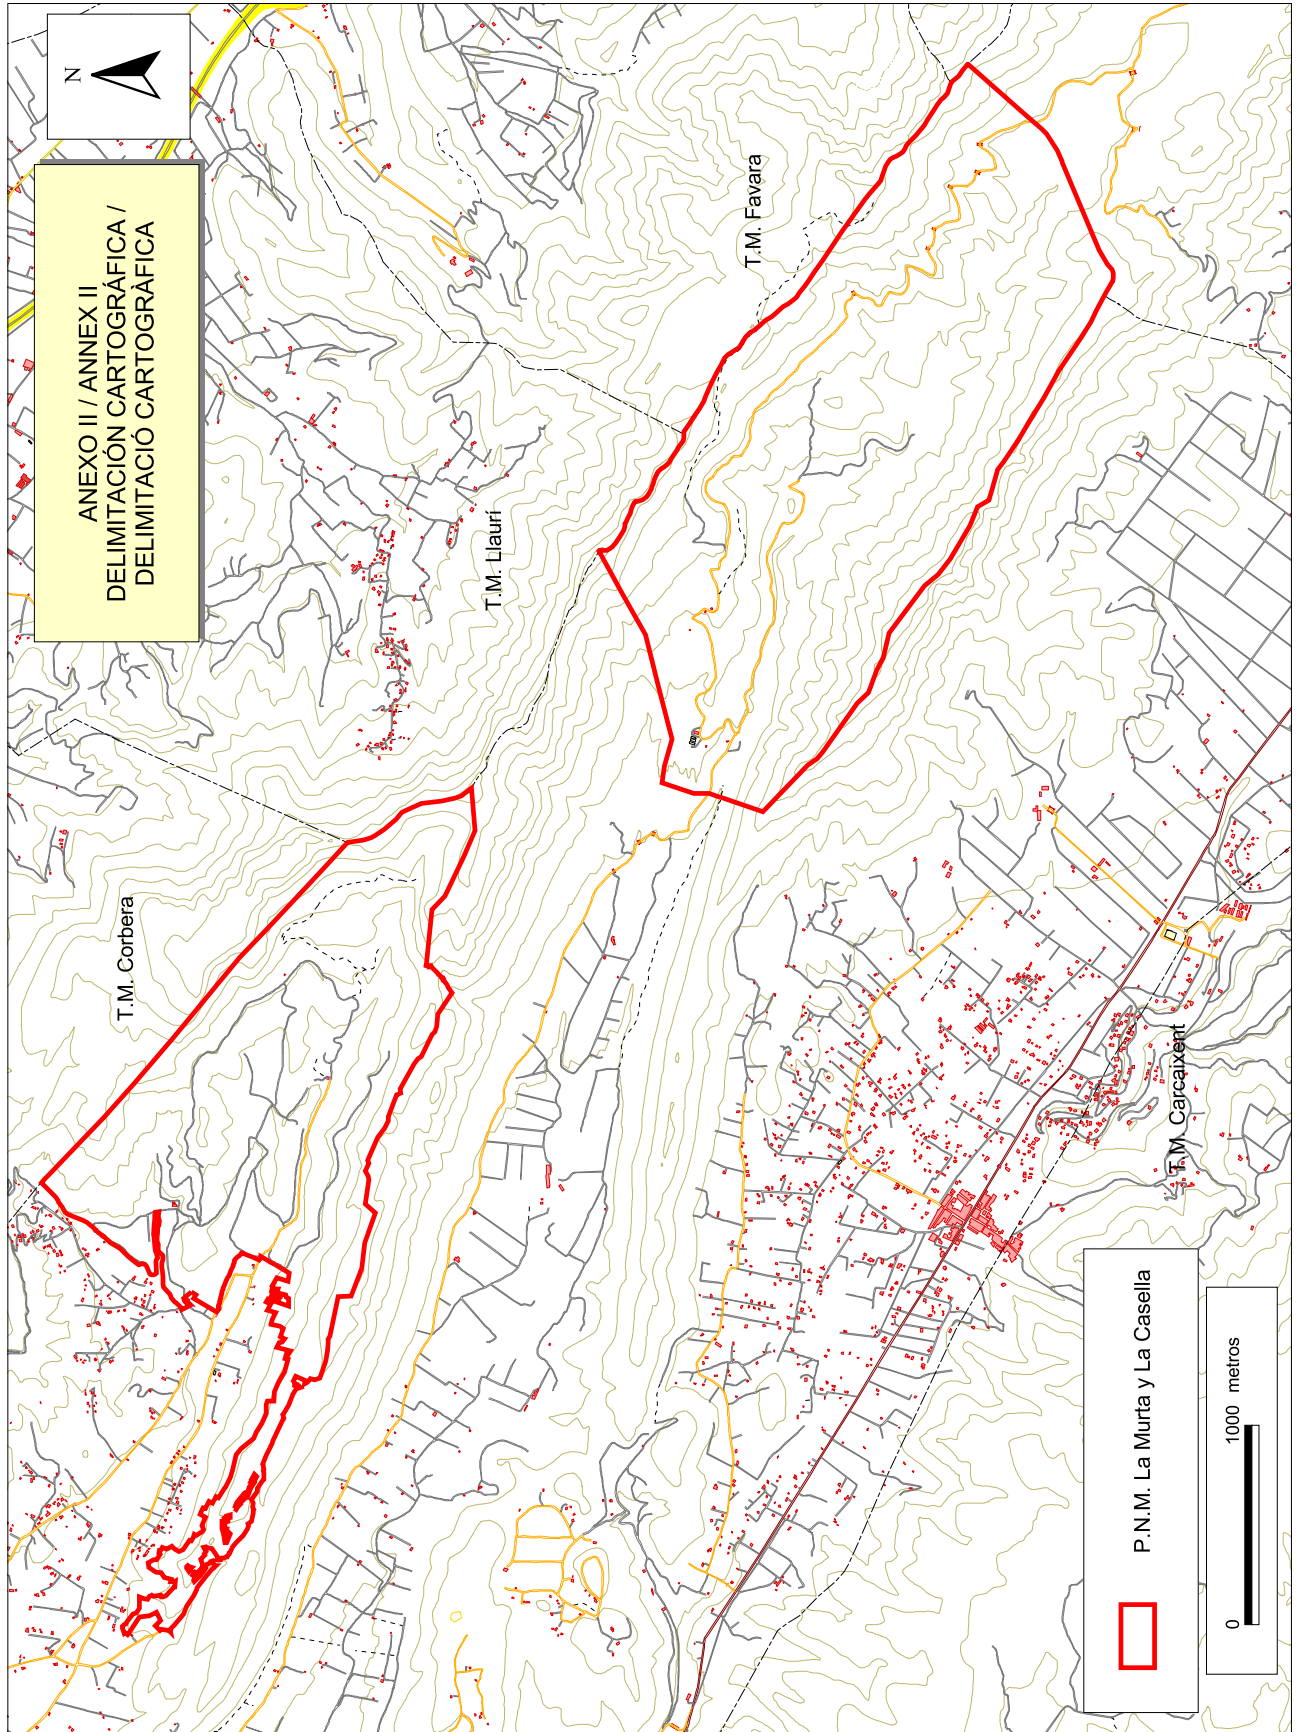 N
ANEXO II / ANNEX II
DELIMITACIÓN CARTOGRÁFICA /
DELIMITACIÓ CARTOGRÀFICA
T.M. Corbera
T.M. Llaurí
T.M. Favara
T.M. Carcaixent
P.N.M. La Murta y La Casella
0 1000 metros